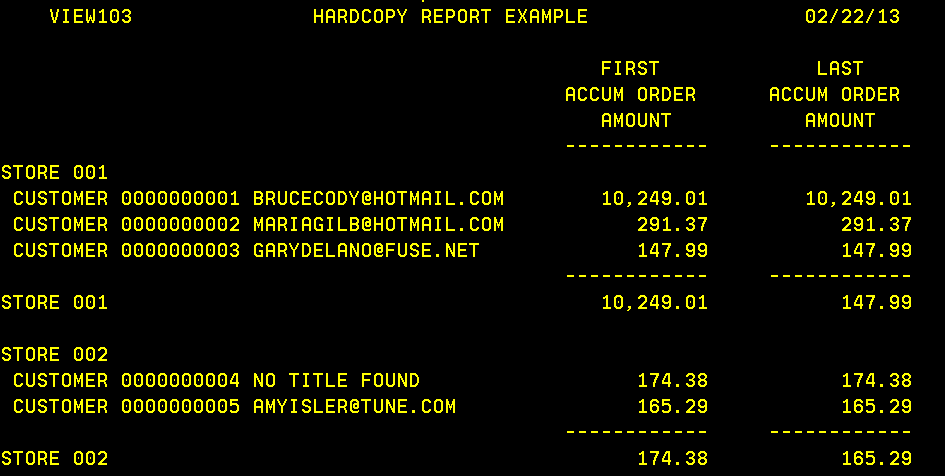 VIEW103 HARDCOPY REPORT EXAMPLE 02/22/13
FIRST LAST
ACCUM ORDER ACCUM ORDER
AMOUNT AMOUNT
------------ ------------
STORE 001
CUSTOMER 0000000001 BRUCECODY@HOTMAIL.COM 10,249.01 10,249.01
CUSTOMER 0000000002 MARIAGILB@HOTMAIL.COM 291.37 291.37
CUSTOMER 0000000003 GARYDELANO@FUSE.NET 147.99 147.99
------------ ------------
STORE 001 10,249.01 147.99
STORE 002
CUSTOMER 0000000004 NO TITLE FOUND 174.38 174.38
CUSTOMER 0000000005 AMYISLER@TUNE.COM 165.29 165.29
------------ ------------
STORE 002 174.38 165.29